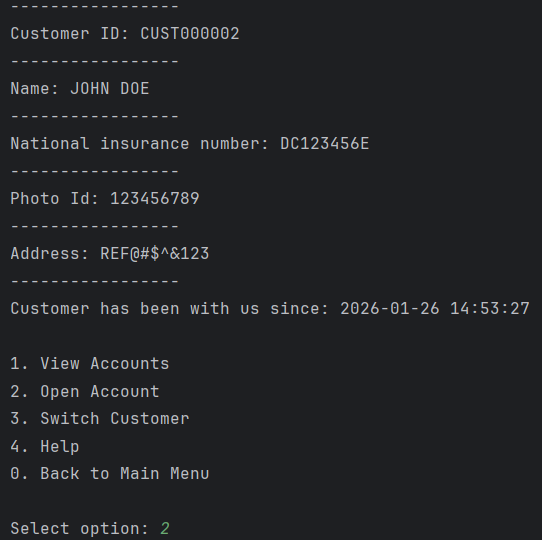 -----------------
Customer ID: CUST000002
-----------------
Name: JOHN DOE
-----------------
National insurance number: DC123456E
-----------------
Photo Id: 123456789
-----------------
Address: REF@#$^&123
-----------------
Customer has been with us since: 2026-01-26 14:53:27
1. View Accounts
2. Open Account
3. Switch Customer
4. Help
0. Back to Main Menu
Select option: 2